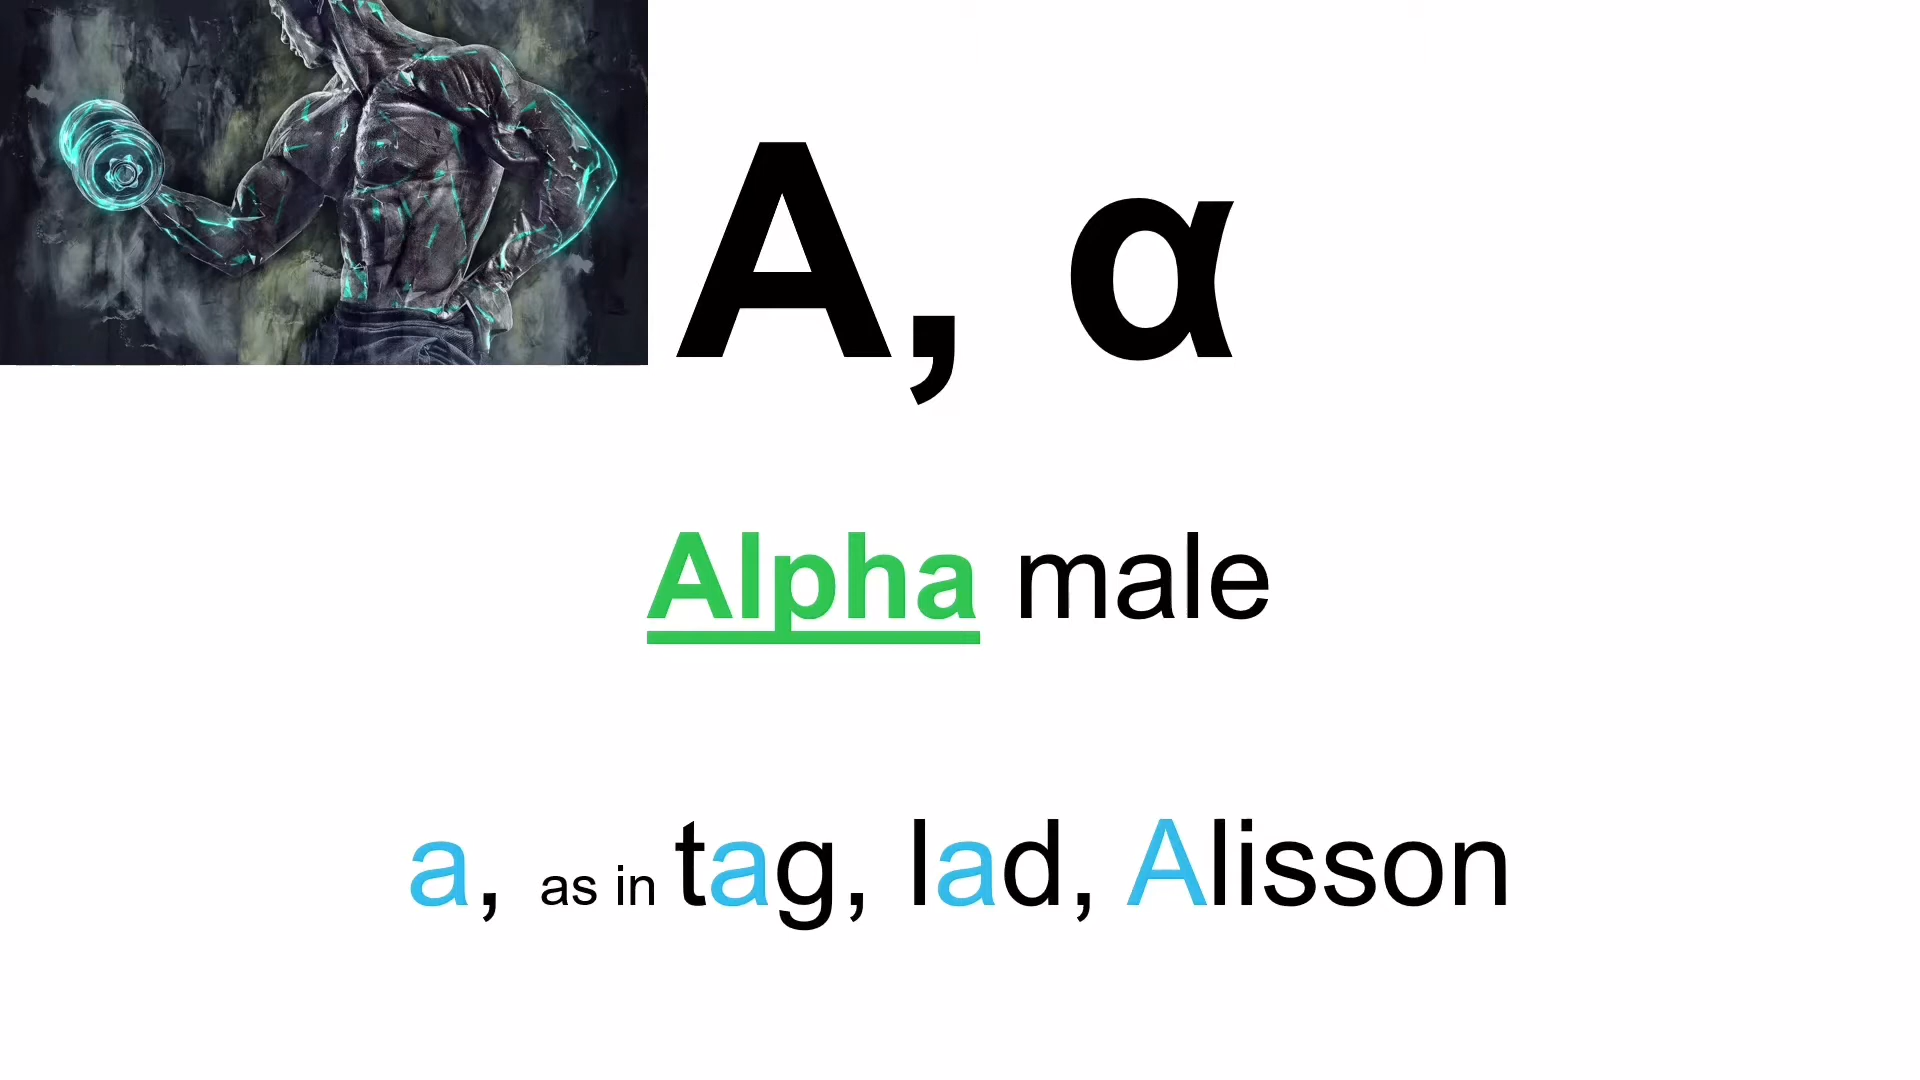 Α, α
Alpha male
a, as in tag, lad, Alisson